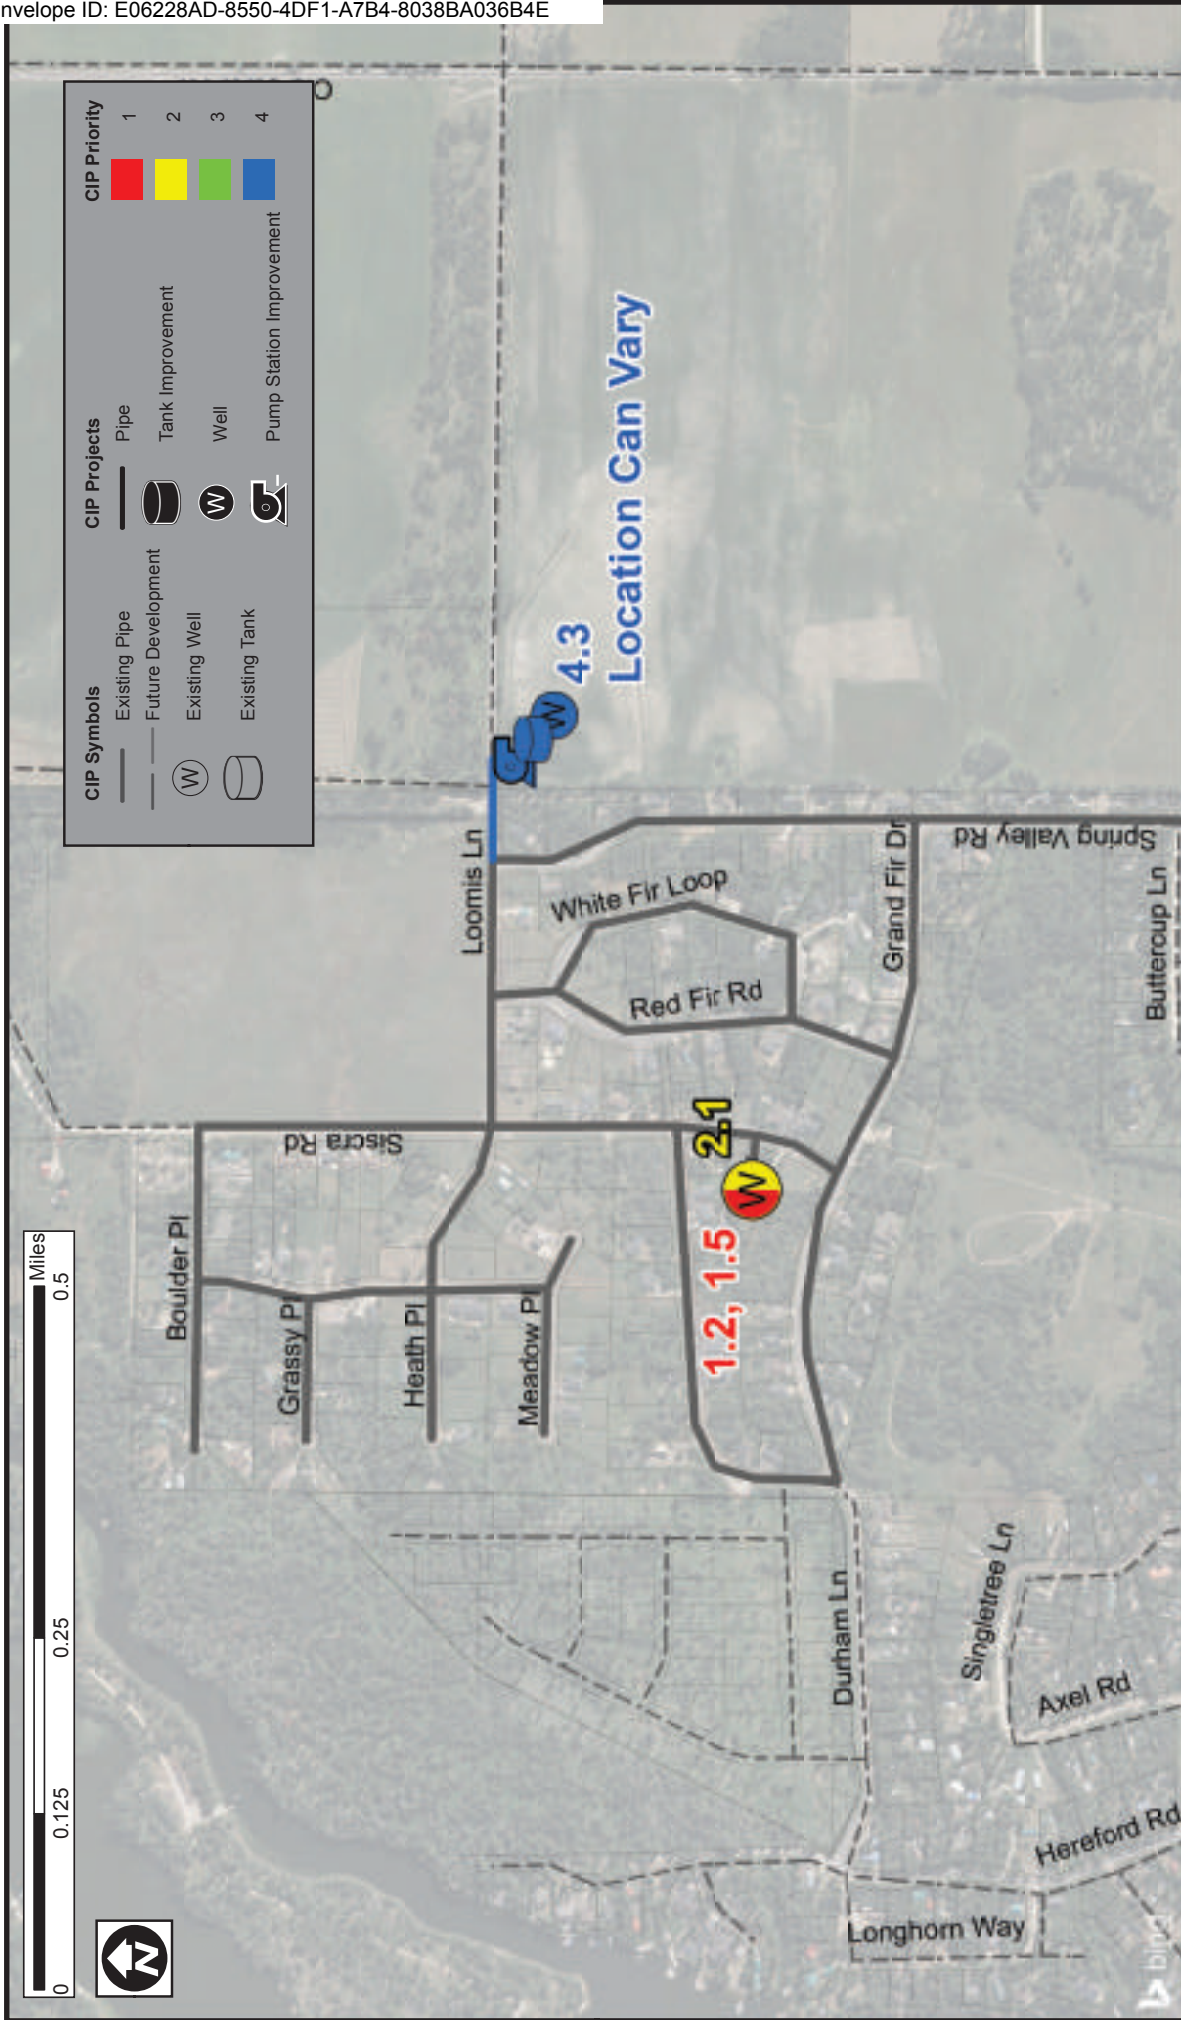 nvelope ID: E06228AD-8550-4DF1-A7B4-8038BA036B4E
CIP Symbols
Existing Pipe
Future Development
W
Existing Well
Existing Tank
CIP Projects
Pipe
Tank Improvement
W
Well
Pump Station Improvement
CIP Priority
1
2
3
4
0
0.125
0.25
0.5
Miles
N
Boulder Pl
Siscra Rd
Grassy Pl
Heath Pl
Meadow Pl
Loomis Ln
White Fir Loop
Red Fir Rd
Grand Fir Dr
Spring Valley Rd
Buttercup Ln
W
4.3
Location Can Vary
1.2, 1.5
W
2.1
Durham Ln
Singletree Ln
Axel Rd
Hereford Rd
Longhorn Way
bing